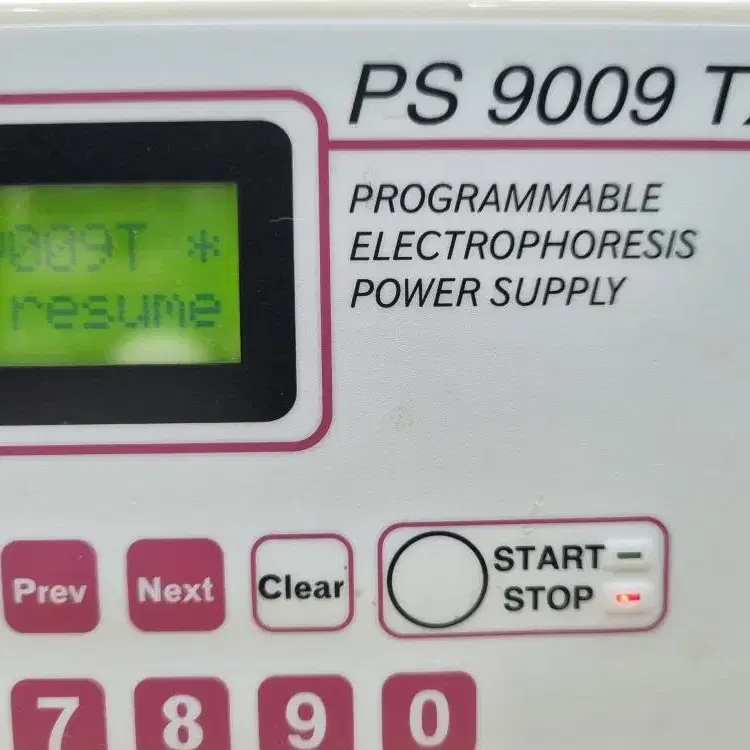 PS 9009 T
PROGRAMMABLE
ELECTROPHORESIS
POWER SUPPLY
009T *
resume
Prev
Next
Clear
START
STOP
7
8
9
0